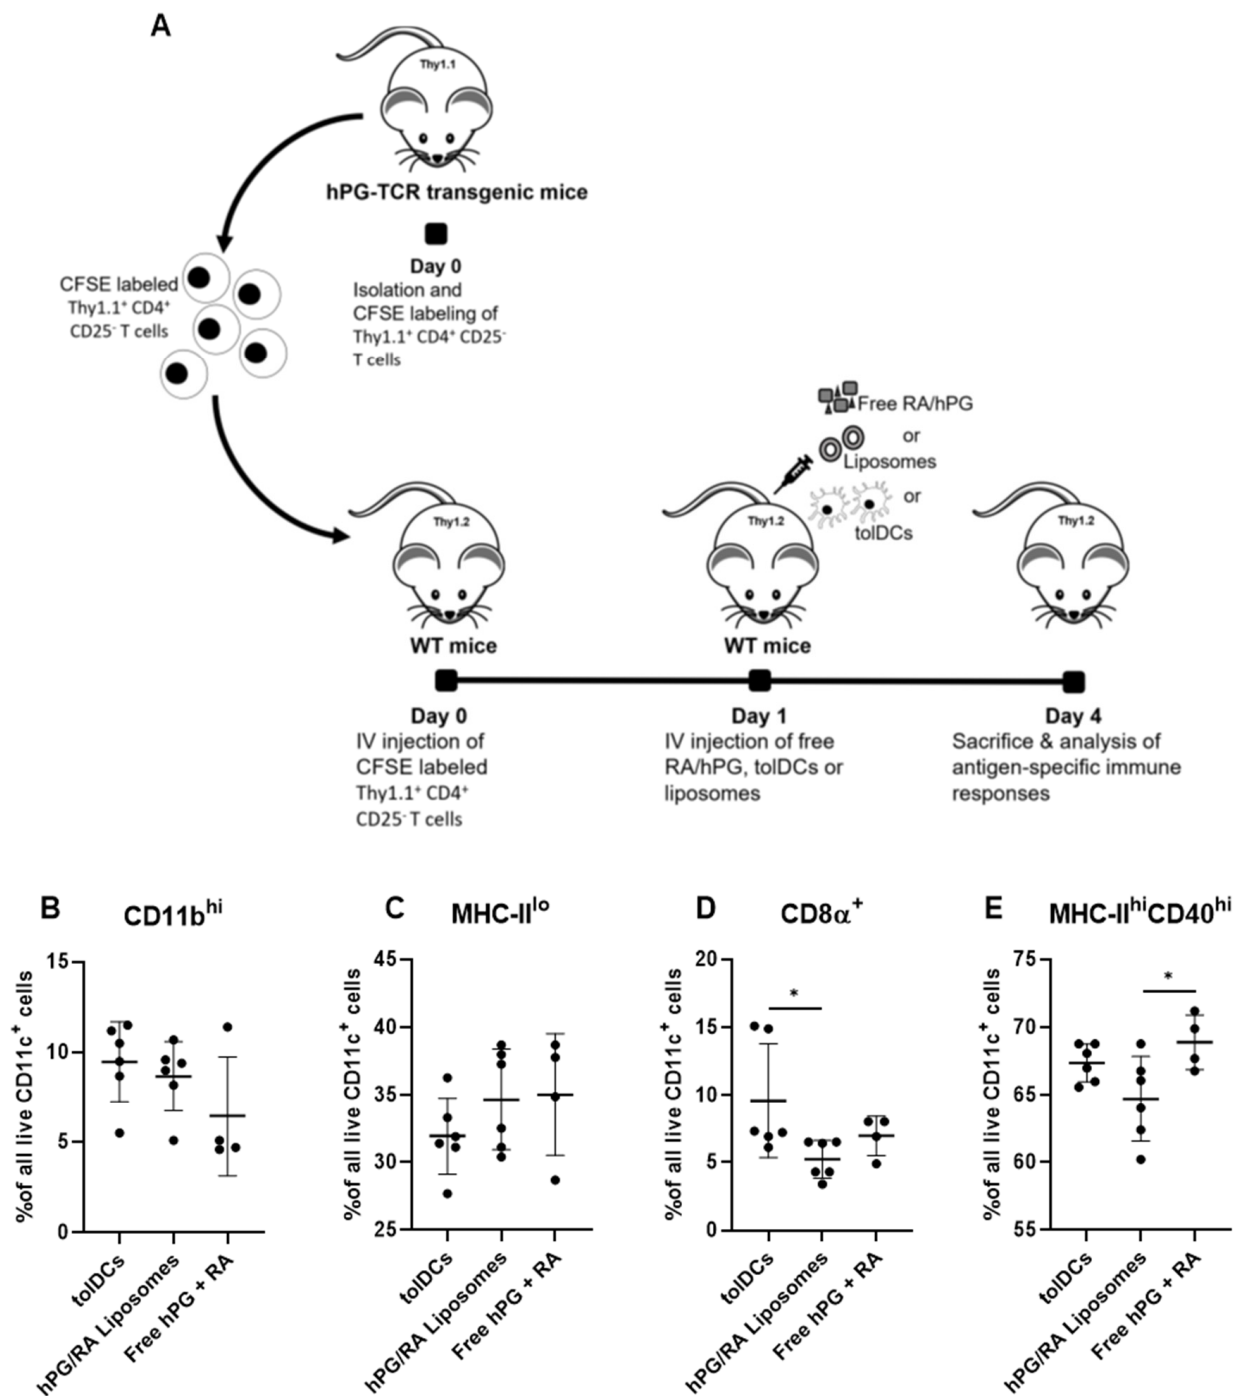 A
Thy1.1
hPG-TCR transgenic mice
Day 0
Isolation and
CFSE labeling of
Thy1.1⁺ CD4⁺ CD25⁻
T cells
CFSE labeled
Thy1.1⁺ CD4⁺
CD25⁻ T cells
Free RA/hPG
or
Liposomes
or
tolDCs
Thy1.2
Thy1.2
Thy1.2
WT mice
WT mice
Day 0
IV injection of
CFSE labeled
Thy1.1⁺ CD4⁺
CD25⁻ T cells
Day 1
IV injection of free
RA/hPG, tolDCs or
liposomes
Day 4
Sacrifice & analysis of
antigen-specific immune
responses
B
CD11bʰⁱ
%of all live CD11c⁺ cells
15
10
5
0
tolDCs
hPG/RA Liposomes
Free hPG + RA
C
MHC-IIˡᵒ
%of all live CD11c⁺ cells
45
40
35
30
25
tolDCs
hPG/RA Liposomes
Free hPG + RA
D
CD8α⁺
%of all live CD11c⁺ cells
20
15
10
5
0
*
tolDCs
hPG/RA Liposomes
Free hPG + RA
E
MHC-IIʰⁱCD40ʰⁱ
%of all live CD11c⁺ cells
75
70
65
60
55
*
tolDCs
hPG/RA Liposomes
Free hPG + RA